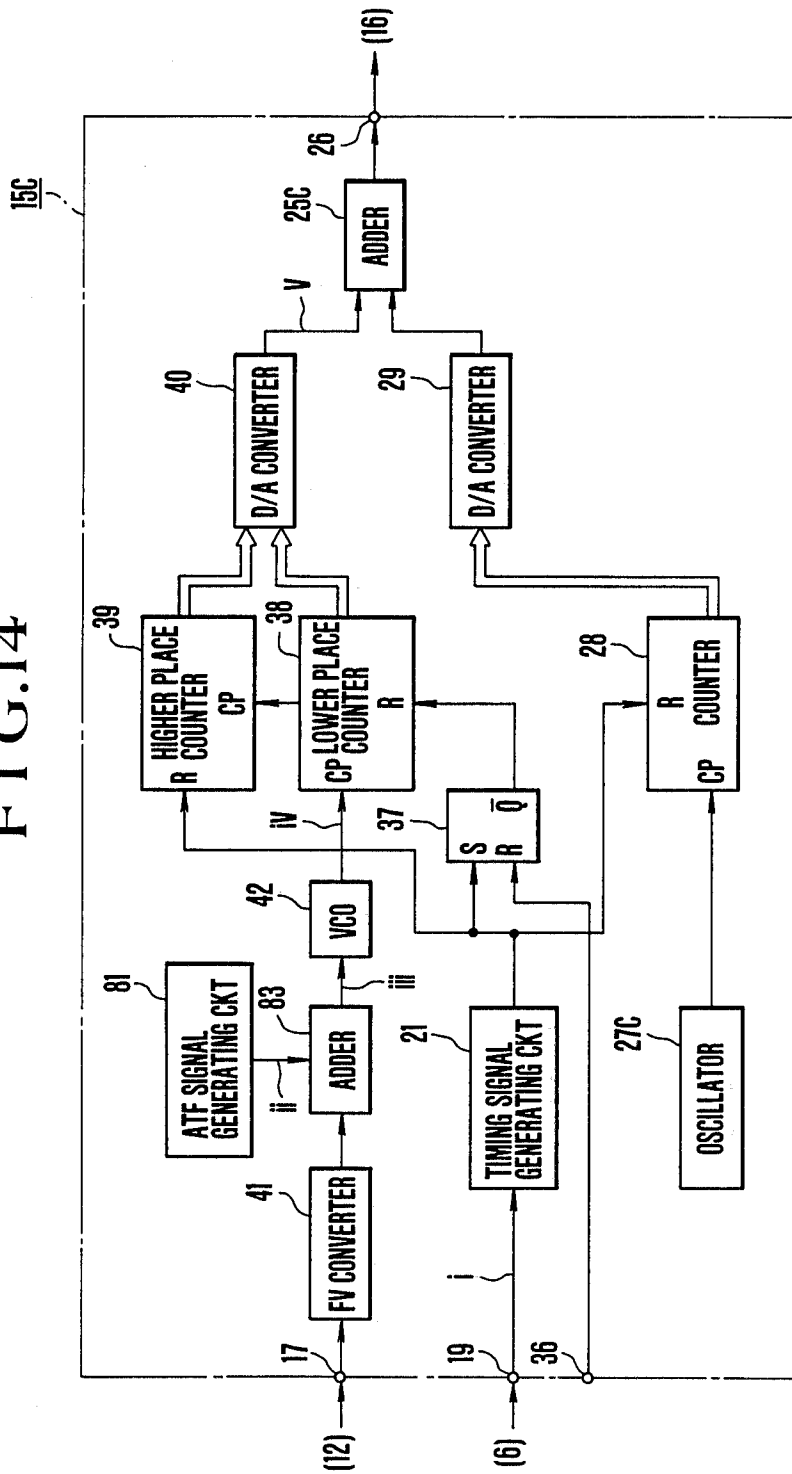 FIG.14
15C
(12)
17
41
FV CONVERTER
81
ATF SIGNAL
GENERATING CKT
ii
83
ADDER
iii
42
VCO
iV
39
HIGHER PLACE
COUNTER
R
CP
38
CP LOWER PLACE
COUNTER
R
40
D/A CONVERTER
V
25C
ADDER
26
(16)
(6)
19
i
21
TIMING SIGNAL
GENERATING CKT
36
37
S
R
Q̅
29
D/A CONVERTER
27C
OSCILLATOR
28
R
COUNTER
CP